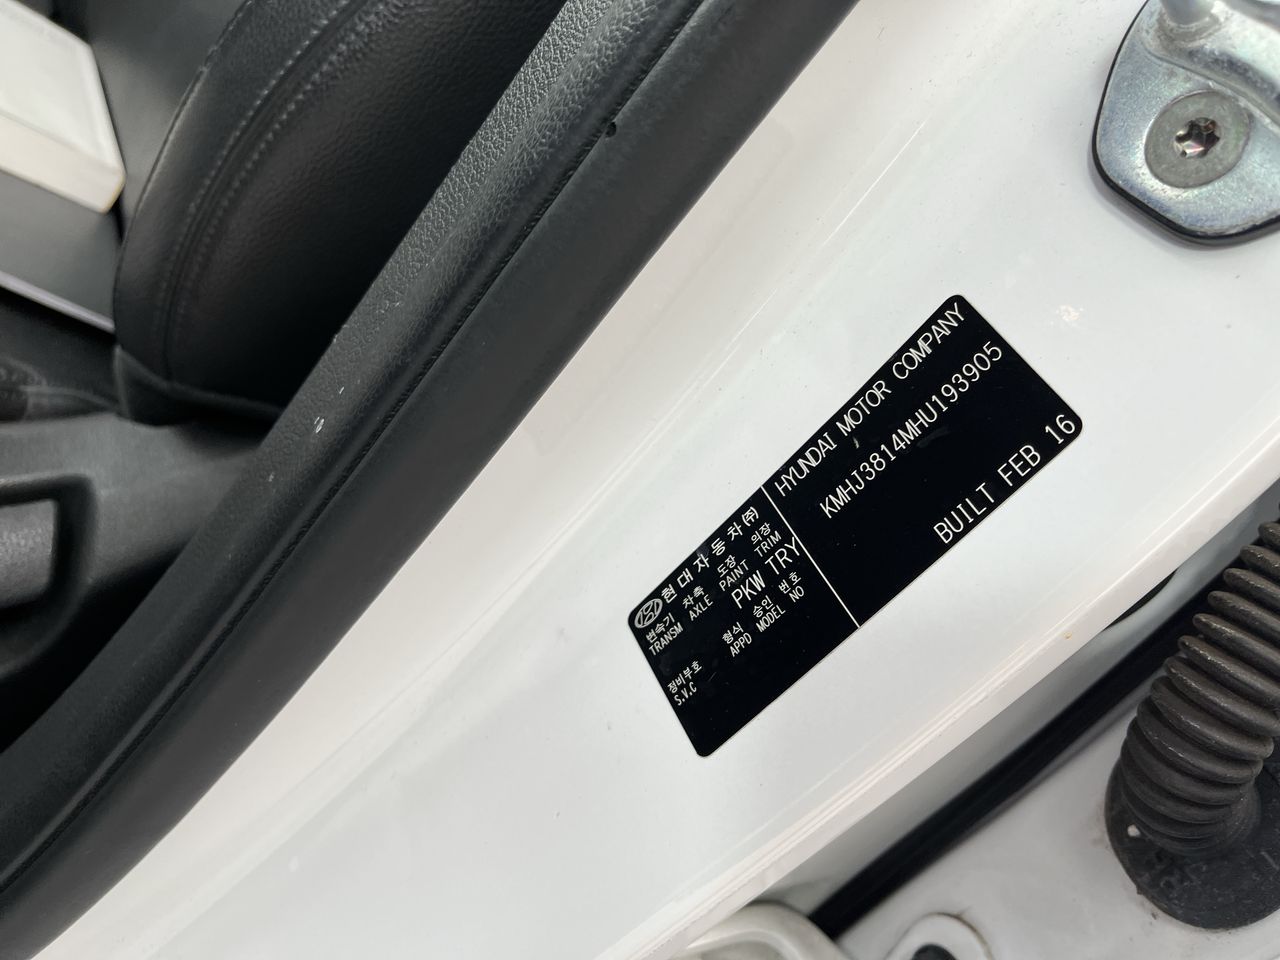 현대자동차(주)
변속기 차축 도장 의장
TRANSM AXLE PAINT TRIM
PKW TRY
형식 승인 번호
APPD MODEL NO
정비부호
S.V.C
HYUNDAI MOTOR COMPANY
KMHJ3814MHU193905
BUILT FEB 16